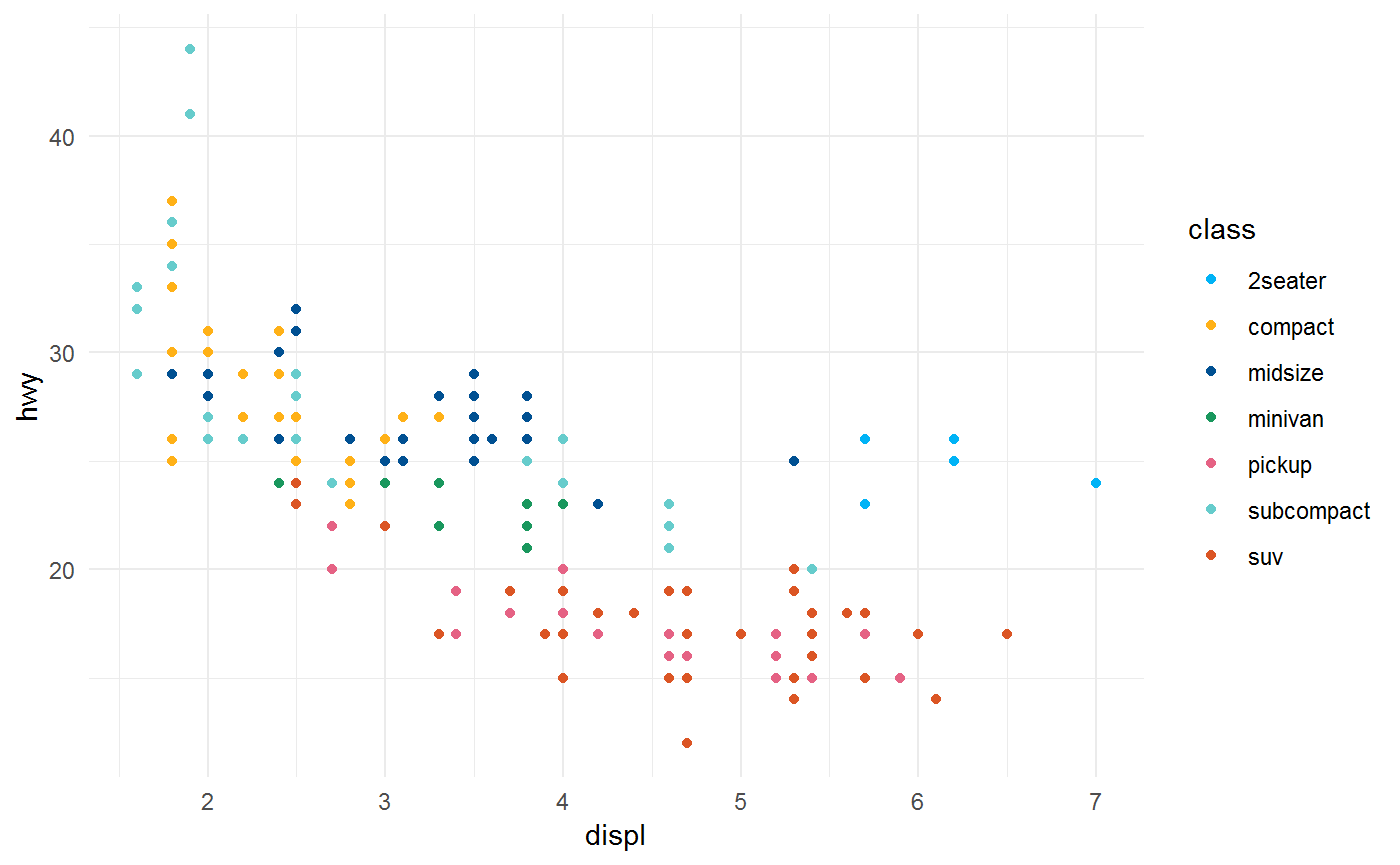 40
30
20
hwy
2 3 4 5 6 7
displ
class
2seater
compact
midsize
minivan
pickup
subcompact
suv